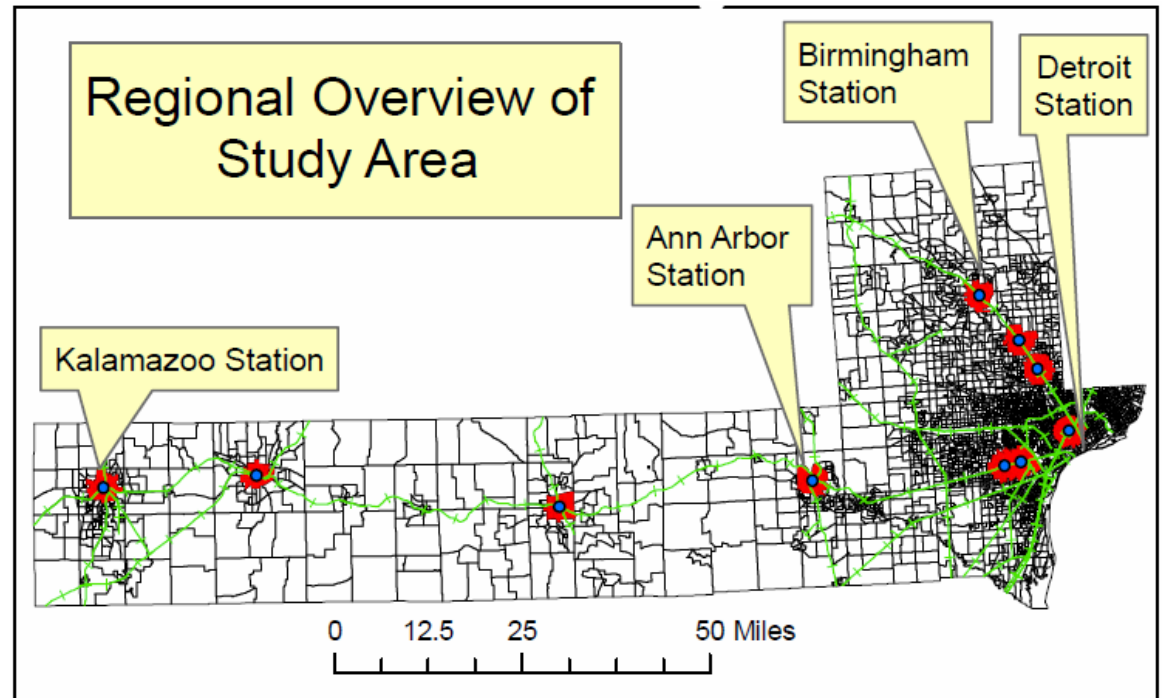 Regional Overview of
Study Area
Birmingham
Station
Detroit
Station
Ann Arbor
Station
Kalamazoo Station
0 12.5 25 50 Miles